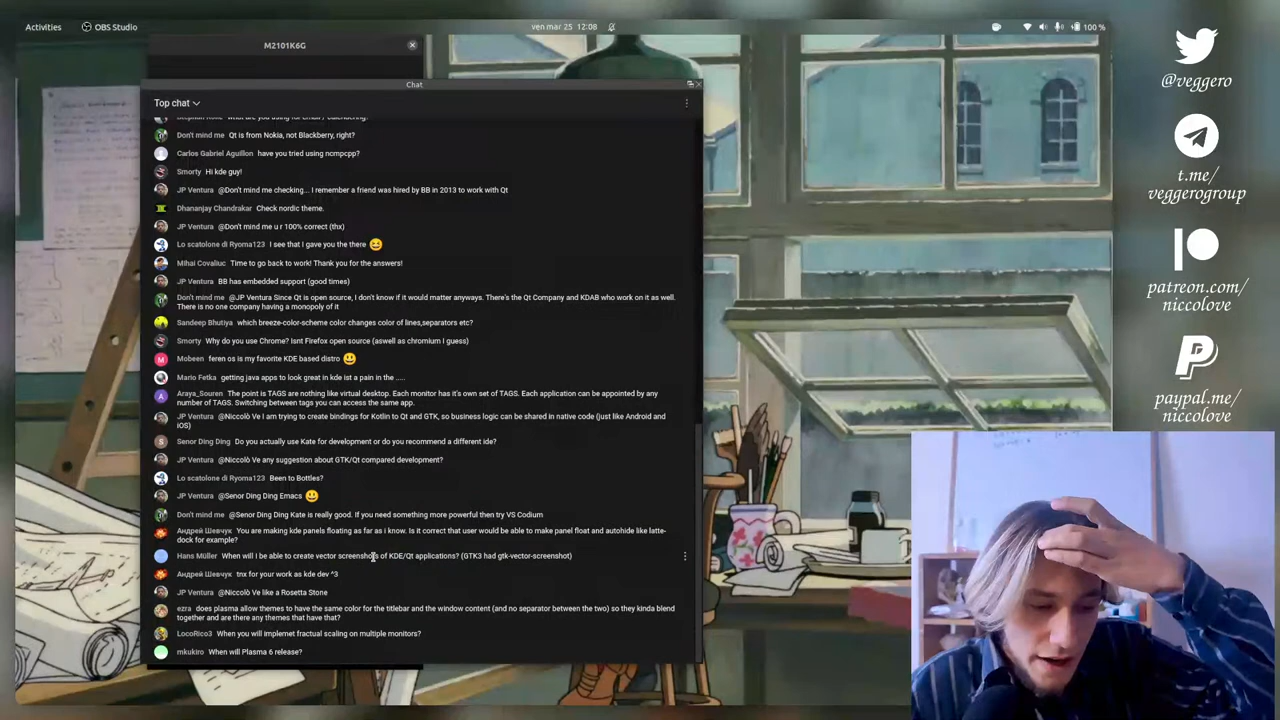 Activities
OBS Studio
ven mar 25 12:08
100 %
M2101K6G
Chat
Top chat
Don't mind me Qt is from Nokia, not Blackberry, right?
Carlos Gabriel Aguillon have you tried using ncmpcpp?
Smorty Hi kde guy!
JP Ventura @Don't mind me checking... I remember a friend was hired by BB in 2013 to work with Qt
Dhananjay Chandrakar Check nordic theme.
JP Ventura @Don't mind me u r 100% correct (thx)
Lo scatolone di Ryoma123 I see that I gave you the there 😆
Mihai Covaliuc Time to go back to work! Thank you for the answers!
JP Ventura BB has embedded support (good times)
Don't mind me @JP Ventura Since Qt is open source, I don't know if it would matter anyways. There's the Qt Company and KDAB who work on it as well.
There is no one company having a monopoly of it
Sandeep Bhutiya which breeze-color-scheme color changes color of lines,separators etc?
Smorty Why do you use Chrome? Isnt Firefox open source (aswell as chromium I guess)
M
Mobeen feren os is my favorite KDE based distro 😃
Mario Fetka getting java apps to look great in kde ist a pain in the .....
A
Araya_Souren The point is TAGS are nothing like virtual desktop. Each monitor has it's own set of TAGS. Each application can be appointed by any
number of TAGS. Switching between tags you can access the same app.
JP Ventura @Niccolò Ve I am trying to create bindings for Kotlin to Qt and GTK, so business logic can be shared in native code (just like Android and
iOS)
S
Senor Ding Ding Do you actually use Kate for development or do you recommend a different ide?
JP Ventura @Niccolò Ve any suggestion about GTK/Qt compared development?
Lo scatolone di Ryoma123 Been to Bottles?
JP Ventura @Senor Ding Ding Emacs 😃
Don't mind me @Senor Ding Ding Kate is really good. If you need something more powerful then try VS Codium
Андрей Шевчук You are making kde panels floating as far as i know. Is it correct that user would be able to make panel float and autohide like latte-
dock for example?
Hans Müller When will I be able to create vector screenshots of KDE/Qt applications? (GTK3 had gtk-vector-screenshot)
Андрей Шевчук tnx for your work as kde dev ^3
JP Ventura @Niccolò Ve like a Rosetta Stone
ezra does plasma allow themes to have the same color for the titlebar and the window content (and no separator between the two) so they kinda blend
together and are there any themes that have that?
LocoRico3 When you will implemet fractual scaling on multiple monitors?
mkukiro When will Plasma 6 release?
@veggero
t.me/
veggerogroup
patreon.com/
niccolove
paypal.me/
niccolove